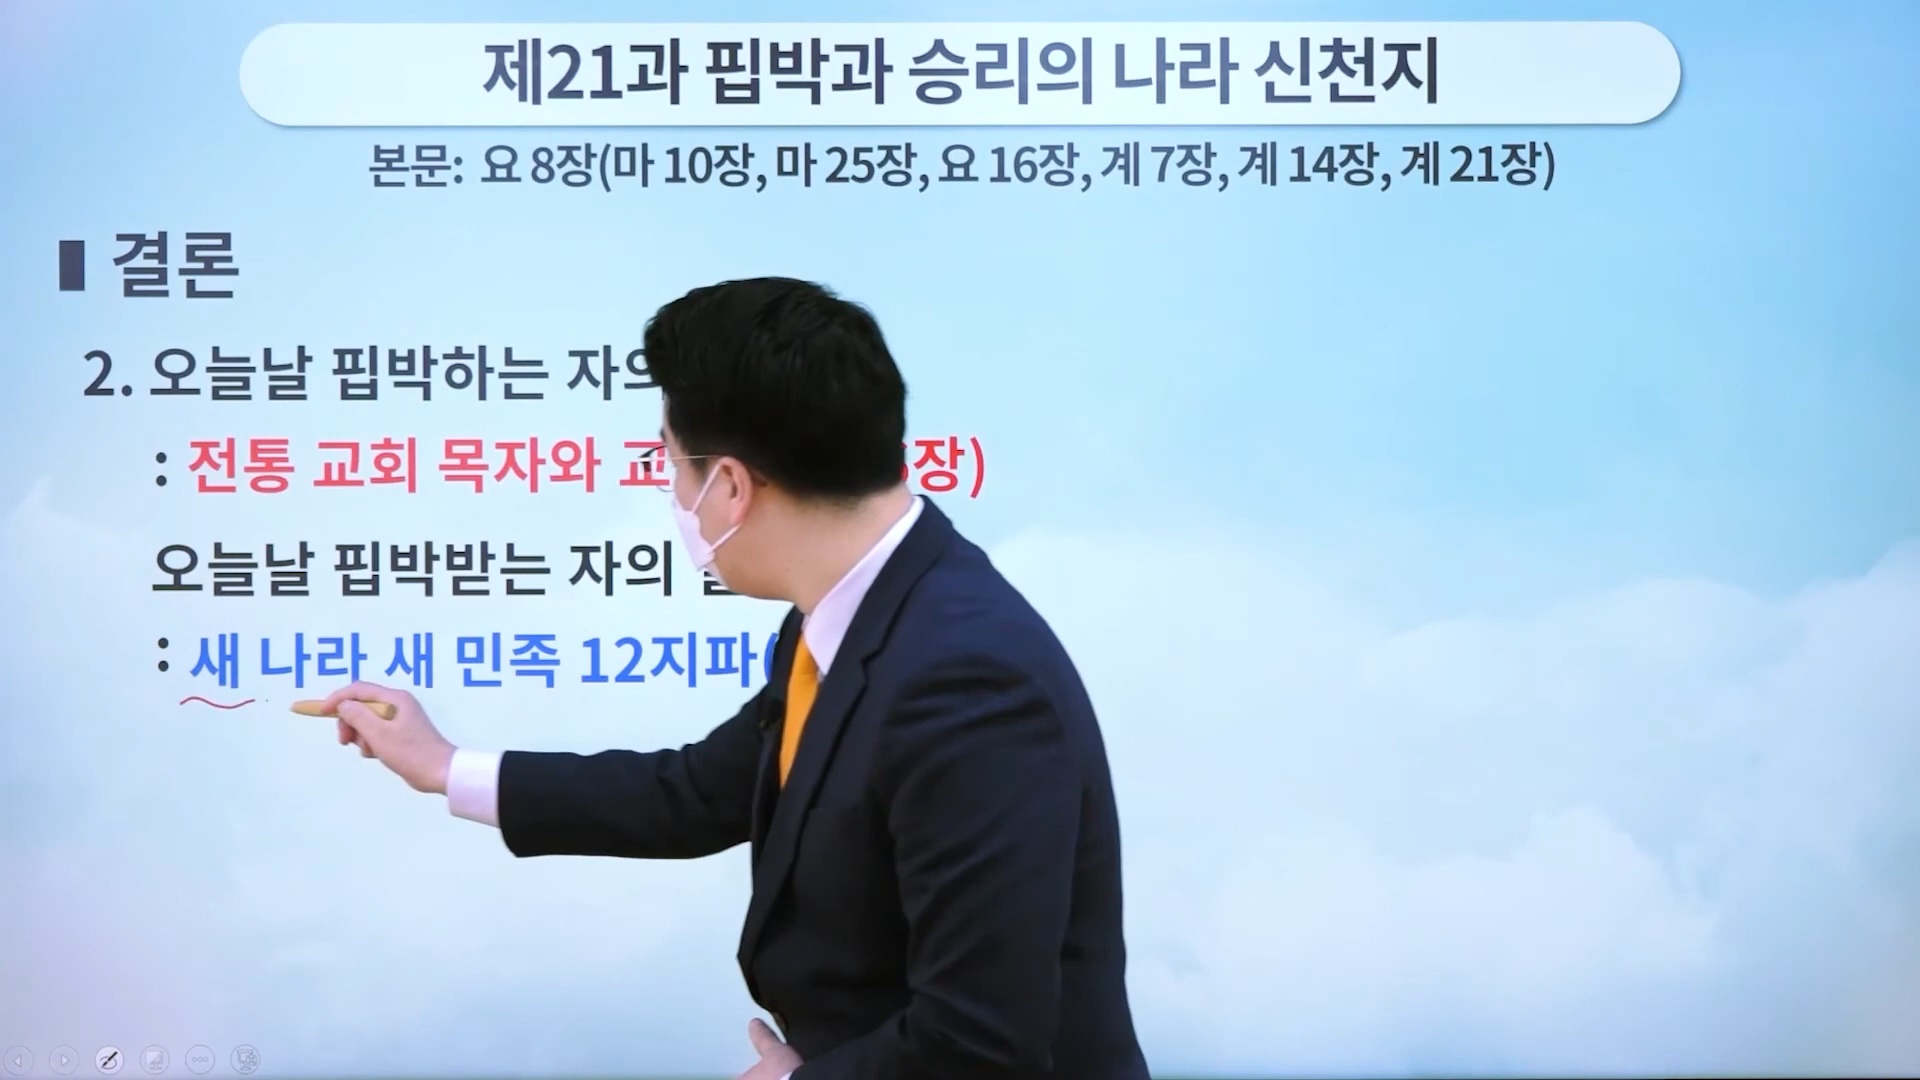 제21과 핍박과 승리의 나라 신천지
본문: 요 8장(마 10장, 마 25장, 요 16장, 계 7장, 계 14장, 계 21장)
결론
2. 오늘날 핍박하는
: 전통 교회 목자와
오늘날 핍박받는 자의
: 새 나라 새 민족 12지파(